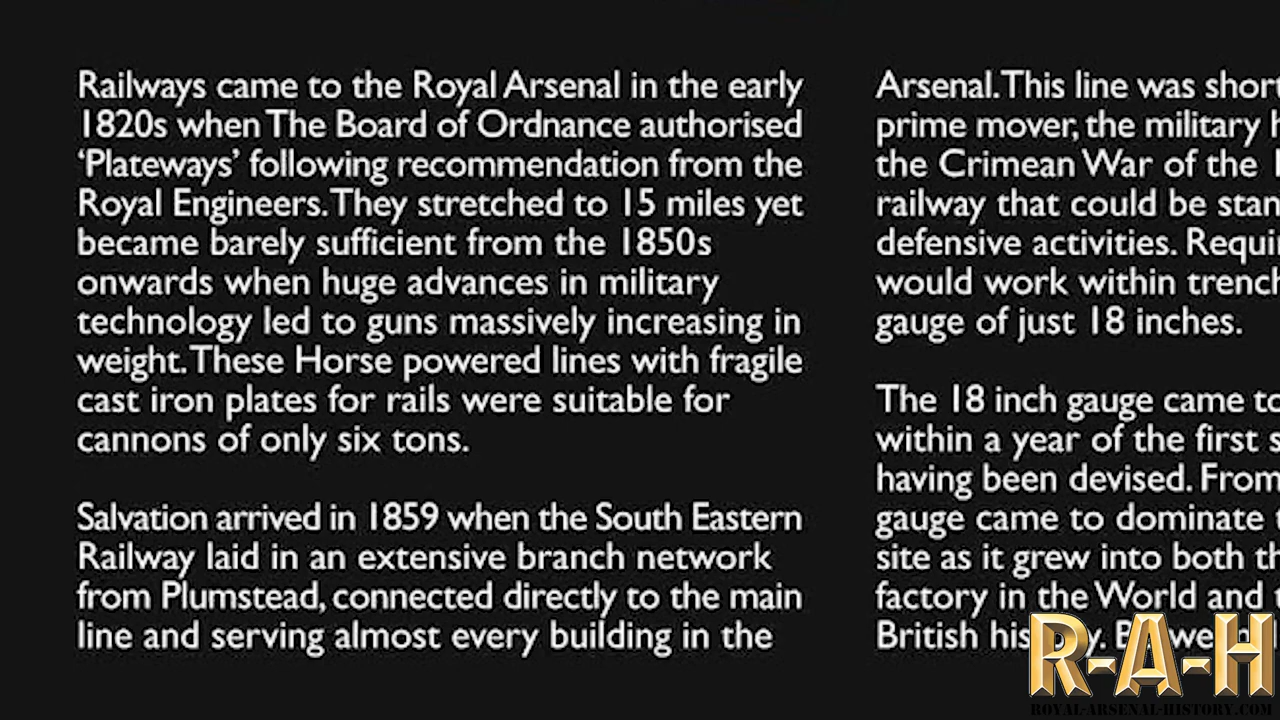 Railways came to the Royal Arsenal in the early
1820s when The Board of Ordnance authorised
‘Plateways’ following recommendation from the
Royal Engineers. They stretched to 15 miles yet
became barely sufficient from the 1850s
onwards when huge advances in military
technology led to guns massively increasing in
weight. These Horse powered lines with fragile
cast iron plates for rails were suitable for
cannons of only six tons.
Salvation arrived in 1859 when the South Eastern
Railway laid in an extensive branch network
from Plumstead, connected directly to the main
line and serving almost every building in the
Arsenal. This line was
prime mover, the military
the Crimean War of the
railway that could be
defensive activities.
would work within
gauge of just 18 inches.
The 18 inch gauge came
within a year of the first
having been devised. From
gauge came to dominate
site as it grew into both
factory in the World and
British
R-A-H
ROYAL-ARSENAL-HISTORY.COM